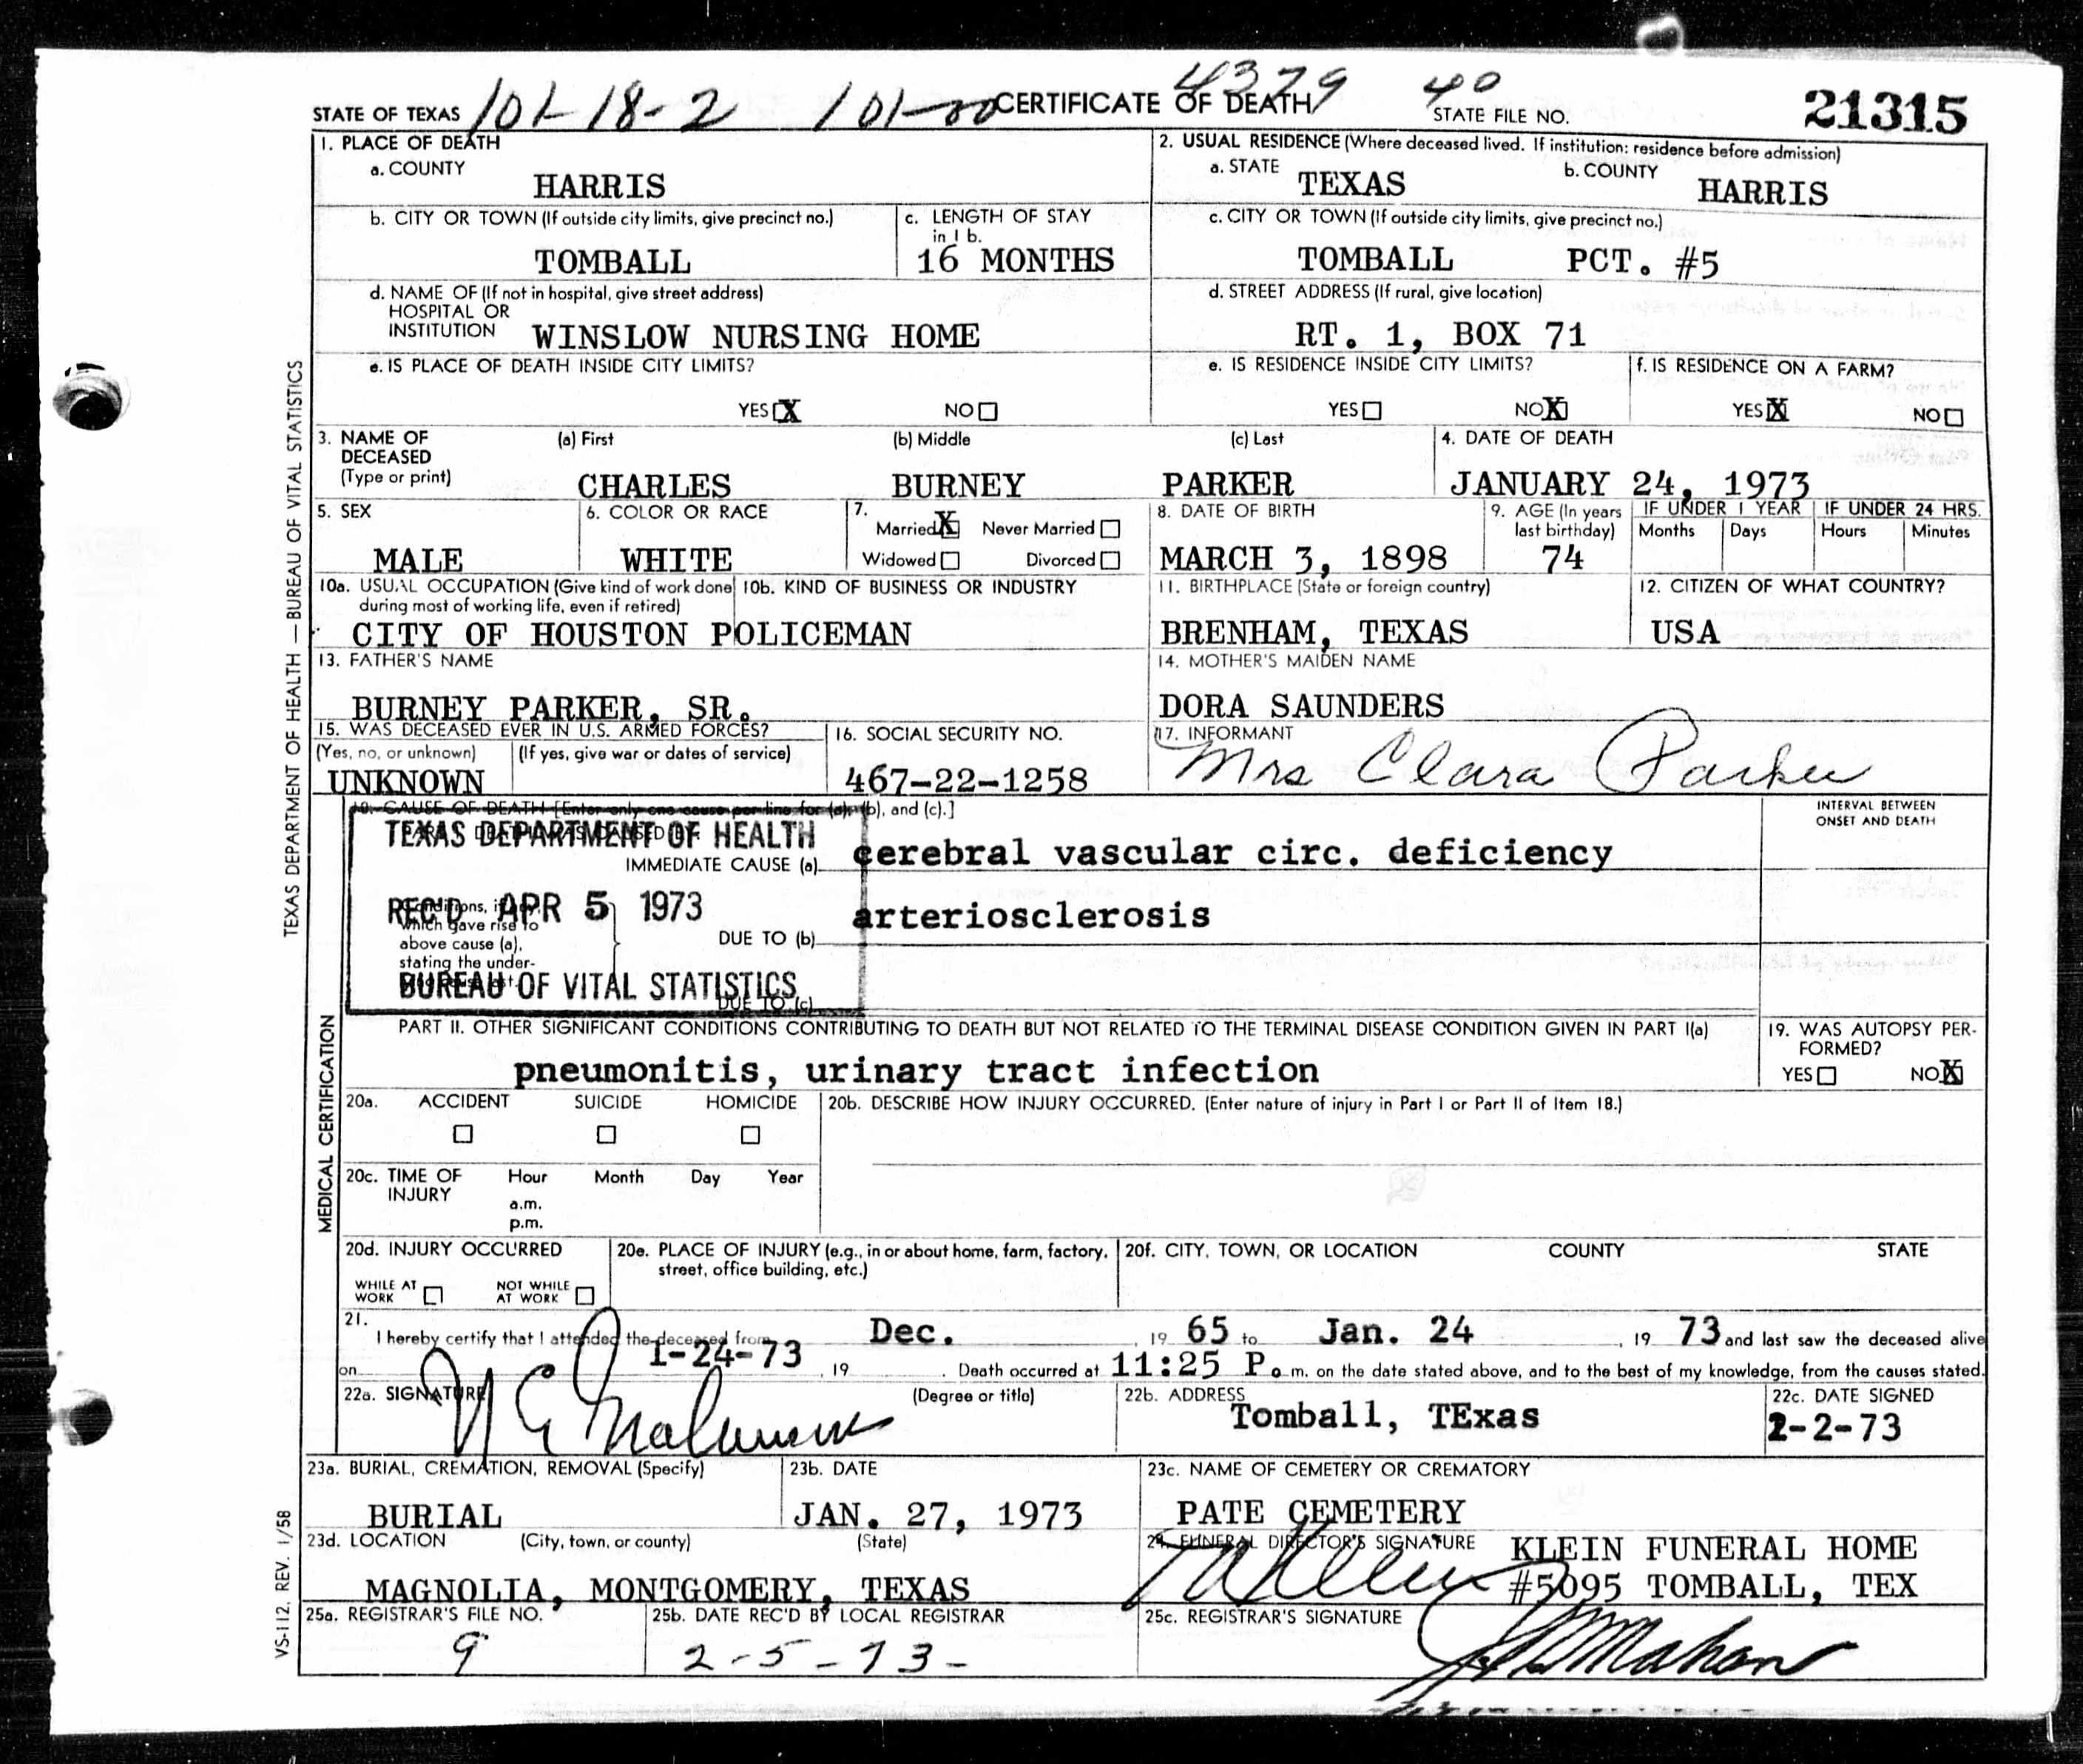 STATE OF TEXAS 101-18-2 101-00 CERTIFICATE OF DEATH 4379 40 STATE FILE NO. 21315
1. PLACE OF DEATH
a. COUNTY
HARRIS
2. USUAL RESIDENCE (Where deceased lived. If institution: residence before admission)
a. STATE TEXAS b. COUNTY HARRIS
b. CITY OR TOWN (If outside city limits, give precinct no.)
TOMBALL
c. LENGTH OF STAY
in 1 b.
16 MONTHS
c. CITY OR TOWN (If outside city limits, give precinct no.)
TOMBALL PCT. #5
d. NAME OF (If not in hospital, give street address)
HOSPITAL OR
INSTITUTION WINSLOW NURSING HOME
d. STREET ADDRESS (If rural, give location)
RT. 1, BOX 71
e. IS PLACE OF DEATH INSIDE CITY LIMITS?
YES X NO
e. IS RESIDENCE INSIDE CITY LIMITS?
YES NO X
f. IS RESIDENCE ON A FARM?
YES X NO
3. NAME OF
DECEASED
(Type or print)
(a) First (b) Middle (c) Last
CHARLES BURNEY PARKER
4. DATE OF DEATH
JANUARY 24, 1973
5. SEX
MALE
6. COLOR OR RACE
WHITE
7.
Married X Never Married
Widowed Divorced
8. DATE OF BIRTH
MARCH 3, 1898
9. AGE (In years
last birthday)
74
IF UNDER 1 YEAR
Months Days
IF UNDER 24 HRS.
Hours Minutes
10a. USUAL OCCUPATION (Give kind of work done
during most of working life, even if retired)
10b. KIND OF BUSINESS OR INDUSTRY
CITY OF HOUSTON POLICEMAN
11. BIRTHPLACE (State or foreign country)
BRENHAM, TEXAS
12. CITIZEN OF WHAT COUNTRY?
USA
13. FATHER'S NAME
BURNEY PARKER, SR.
14. MOTHER'S MAIDEN NAME
DORA SAUNDERS
15. WAS DECEASED EVER IN U.S. ARMED FORCES?
(Yes, no, or unknown) (If yes, give war or dates of service)
UNKNOWN
16. SOCIAL SECURITY NO.
467-22-1258
17. INFORMANT
Mrs Clara Parker
CAUSE OF DEATH [Enter only one cause per line for (a), (b), and (c).]
INTERVAL BETWEEN
ONSET AND DEATH
TEXAS DEPARTMENT OF HEALTH
REC'D APR 5 1973
BUREAU OF VITAL STATISTICS
IMMEDIATE CAUSE (a) cerebral vascular circ. deficiency
Conditions, if
which gave rise to
above cause (a),
stating the under-
DUE TO (b) arteriosclerosis
DUE TO (c)
PART II. OTHER SIGNIFICANT CONDITIONS CONTRIBUTING TO DEATH BUT NOT RELATED TO THE TERMINAL DISEASE CONDITION GIVEN IN PART I(a)
pneumonitis, urinary tract infection
19. WAS AUTOPSY PER-
FORMED?
YES NO X
20a. ACCIDENT SUICIDE HOMICIDE
20b. DESCRIBE HOW INJURY OCCURRED. (Enter nature of injury in Part I or Part II of Item 18.)
20c. TIME OF
INJURY
Hour Month Day Year
a.m.
p.m.
20d. INJURY OCCURRED
WHILE AT
WORK
NOT WHILE
AT WORK
20e. PLACE OF INJURY (e.g., in or about home, farm, factory,
street, office building, etc.)
20f. CITY, TOWN, OR LOCATION COUNTY STATE
21.
I hereby certify that I attended the deceased from Dec. , 19 65 to Jan. 24 , 19 73 and last saw the deceased alive
on 1-24-73 , 19 . Death occurred at 11:25 P. m. on the date stated above, and to the best of my knowledge, from the causes stated.
22a. SIGNATURE (Degree or title)
22b. ADDRESS
Tomball, TExas
22c. DATE SIGNED
2-2-73
23a. BURIAL, CREMATION, REMOVAL (Specify)
BURIAL
23b. DATE
JAN. 27, 1973
23c. NAME OF CEMETERY OR CREMATORY
PATE CEMETERY
23d. LOCATION (City, town, or county) (State)
MAGNOLIA, MONTGOMERY, TEXAS
24. FUNERAL DIRECTOR'S SIGNATURE
KLEIN FUNERAL HOME
#5095 TOMBALL, TEX
25a. REGISTRAR'S FILE NO.
9
25b. DATE REC'D BY LOCAL REGISTRAR
2-5-73-
25c. REGISTRAR'S SIGNATURE
TEXAS DEPARTMENT OF HEALTH — BUREAU OF VITAL STATISTICS
MEDICAL CERTIFICATION
VS-112, REV. 1/58